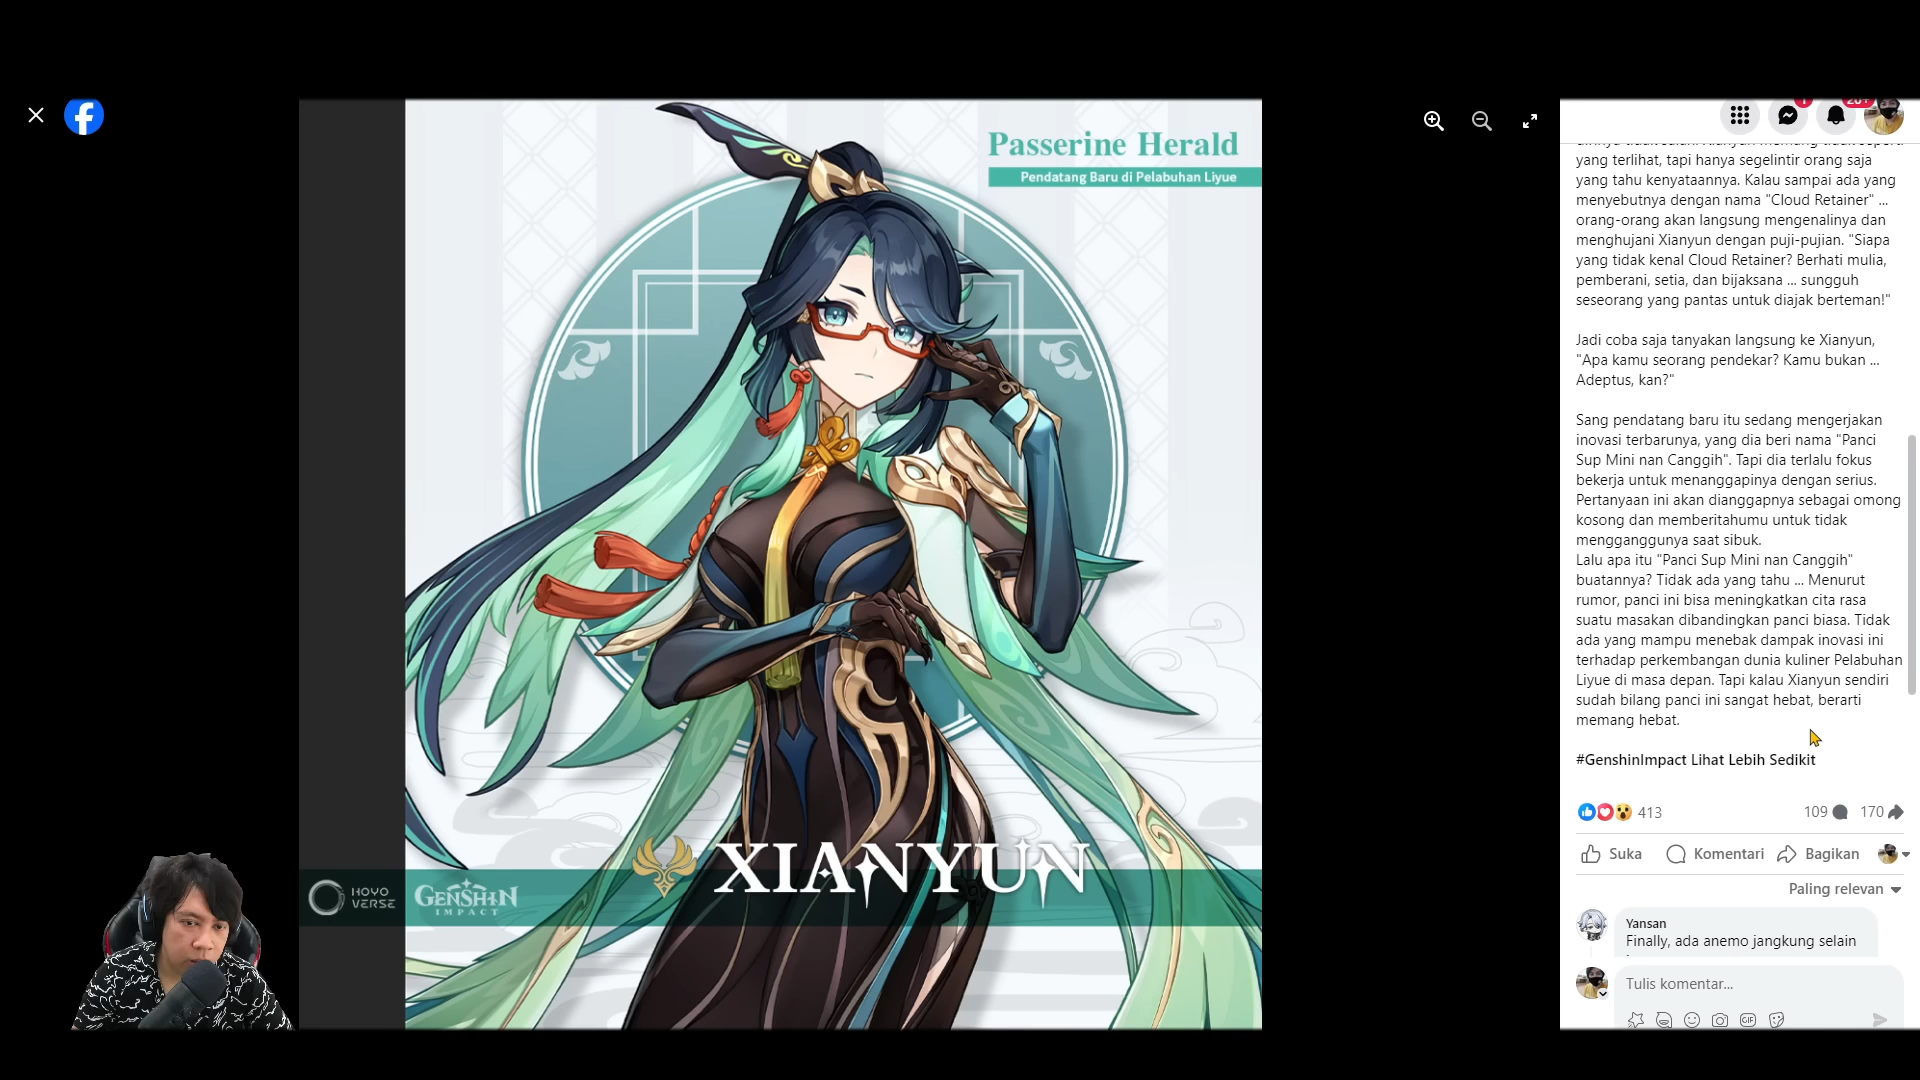 Passerine Herald
Pendatang Baru di Pelabuhan Liyue
XIANYUN
HOYO
VERSE
GENSHIN
IMPACT
1
20+
yang terlihat, tapi hanya segelintir orang saja
yang tahu kenyataannya. Kalau sampai ada yang
menyebutnya dengan nama "Cloud Retainer" ...
orang-orang akan langsung mengenalinya dan
menghujani Xianyun dengan puji-pujian. "Siapa
yang tidak kenal Cloud Retainer? Berhati mulia,
pemberani, setia, dan bijaksana ... sungguh
seseorang yang pantas untuk diajak berteman!"
Jadi coba saja tanyakan langsung ke Xianyun,
"Apa kamu seorang pendekar? Kamu bukan ...
Adeptus, kan?"
Sang pendatang baru itu sedang mengerjakan
inovasi terbarunya, yang dia beri nama "Panci
Sup Mini nan Canggih". Tapi dia terlalu fokus
bekerja untuk menanggapinya dengan serius.
Pertanyaan ini akan dianggapnya sebagai omong
kosong dan memberitahumu untuk tidak
mengganggunya saat sibuk.
Lalu apa itu "Panci Sup Mini nan Canggih"
buatannya? Tidak ada yang tahu ... Menurut
rumor, panci ini bisa meningkatkan cita rasa
suatu masakan dibandingkan panci biasa. Tidak
ada yang mampu menebak dampak inovasi ini
terhadap perkembangan dunia kuliner Pelabuhan
Liyue di masa depan. Tapi kalau Xianyun sendiri
sudah bilang panci ini sangat hebat, berarti
memang hebat.
#GenshinImpact Lihat Lebih Sedikit
413 109 170
Suka Komentari Bagikan
Paling relevan
Yansan
Finally, ada anemo jangkung selain
Tulis komentar...
GIF